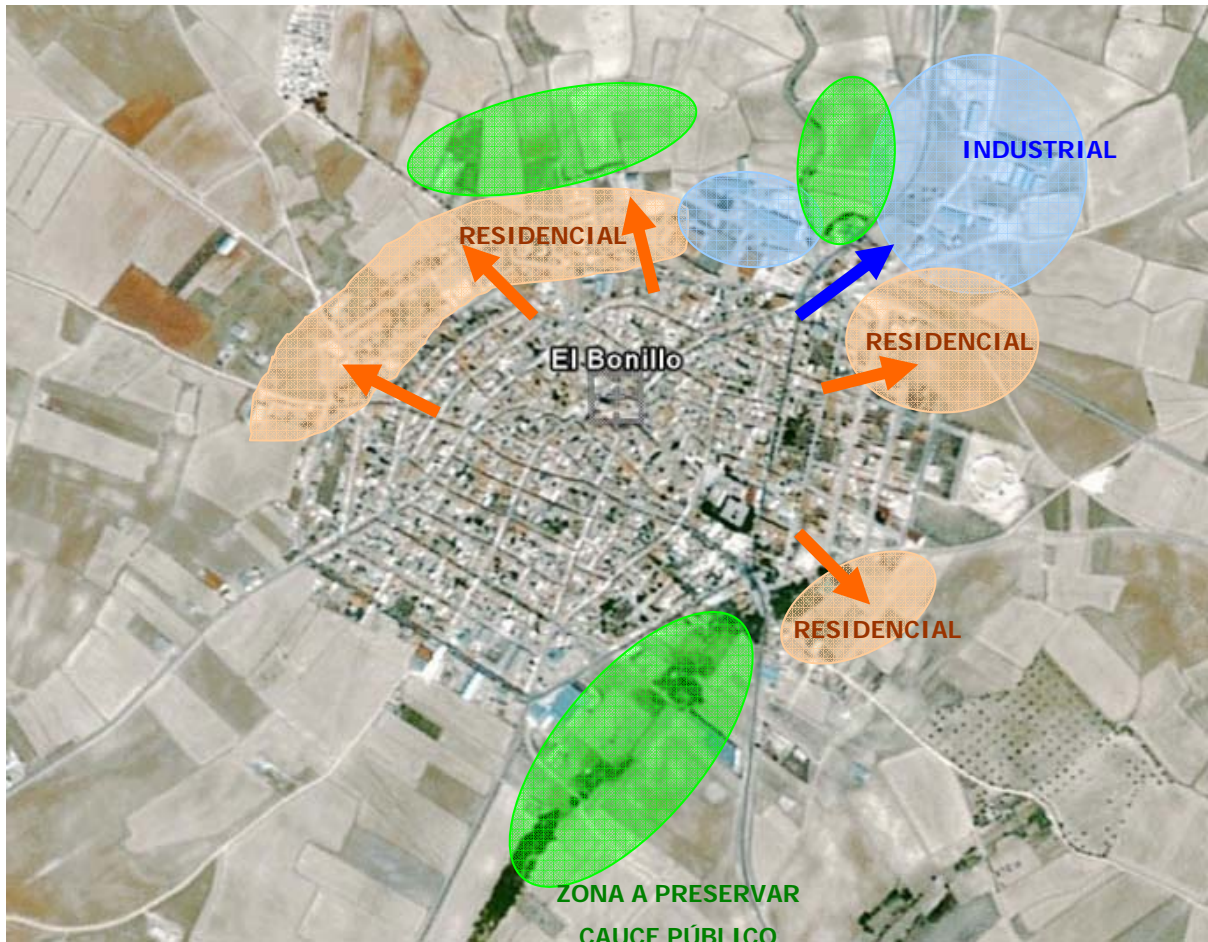 INDUSTRIAL
RESIDENCIAL
RESIDENCIAL
El Bonillo
RESIDENCIAL
ZONA A PRESERVAR
CAUCE PÚBLICO